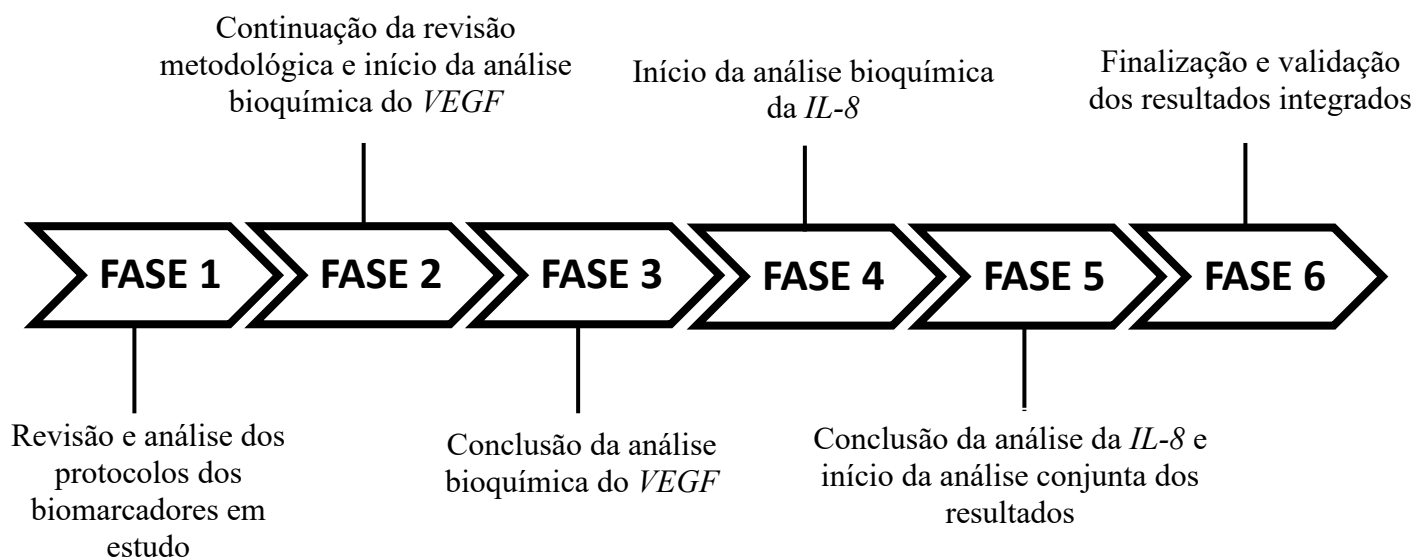 Continuação da revisão
metodológica e início da análise
bioquímica do VEGF
Início da análise bioquímica
da IL-8
Finalização e validação
dos resultados integrados
FASE 1
FASE 2
FASE 3
FASE 4
FASE 5
FASE 6
Revisão e análise dos
protocolos dos
biomarcadores em
estudo
Conclusão da análise
bioquímica do VEGF
Conclusão da análise da IL-8 e
início da análise conjunta dos
resultados